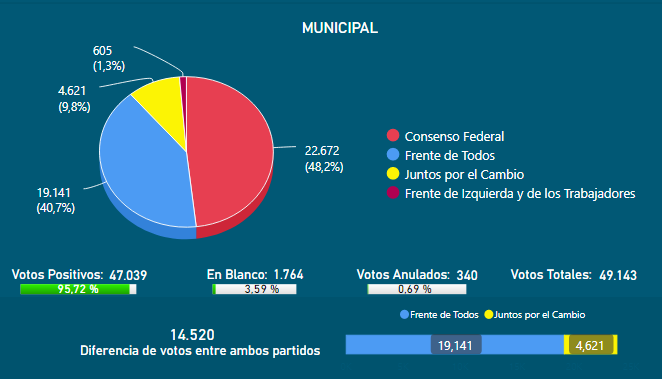 MUNICIPAL
605
(1,3%)
4.621
(9,8%)
22.672
(48,2%)
19.141
(40,7%)
Consenso Federal
Frente de Todos
Juntos por el Cambio
Frente de Izquierda y de los Trabajadores
Votos Positivos: 47.039
95,72 %
En Blanco: 1.764
3,59 %
Votos Anulados: 340
0,69 %
Votos Totales: 49.143
14.520
Diferencia de votos entre ambos partidos
Frente de Todos Juntos por el Cambio
19,141 4,621